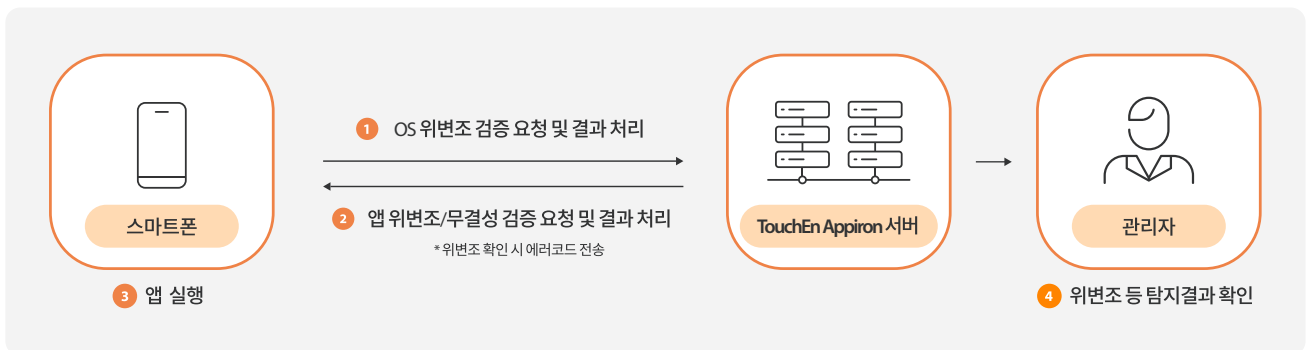 1 OS 위변조 검증 요청 및 결과 처리
2 앱 위변조/무결성 검증 요청 및 결과 처리
* 위변조 확인 시 에러코드 전송
스마트폰
TouchEn Appiron 서버
관리자
3 앱 실행
4 위변조 등 탐지결과 확인